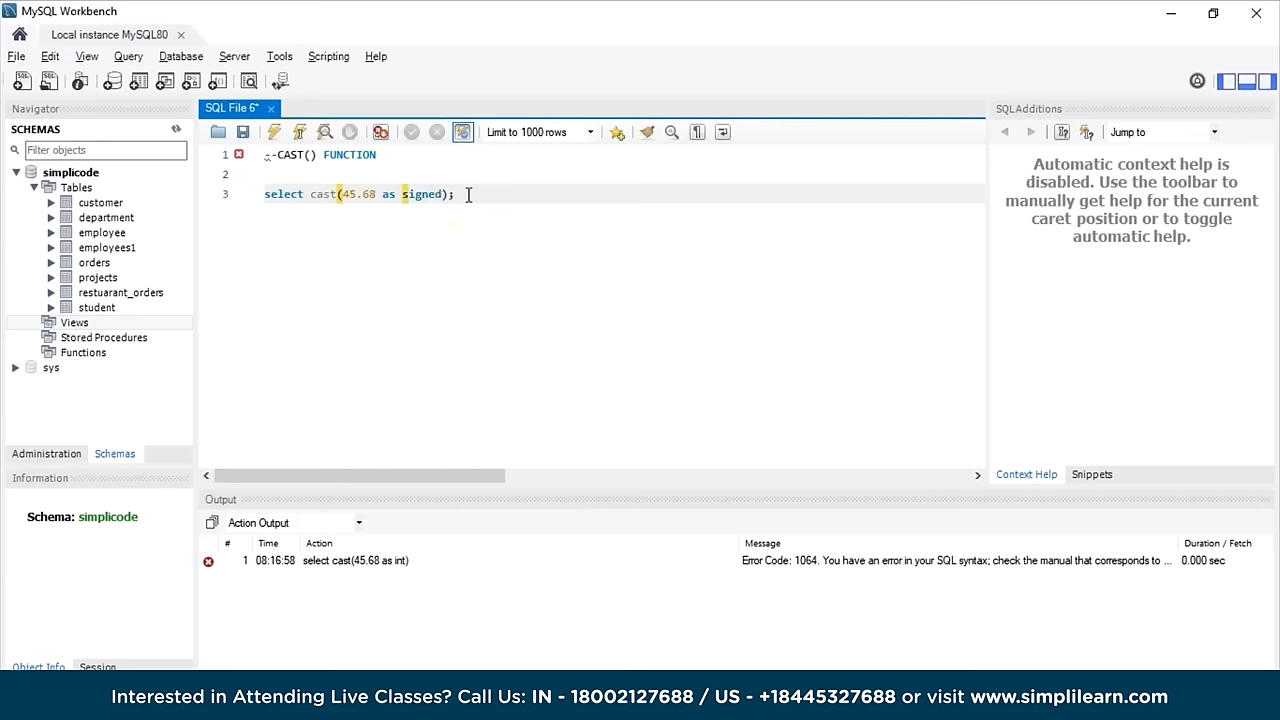 MySQL Workbench
Local instance MySQL80
File Edit View Query Database Server Tools Scripting Help
Navigator
SCHEMAS
Filter objects
simplicode
Tables
customer
department
employee
employees1
orders
projects
restuarant_orders
student
Views
Stored Procedures
Functions
sys
Administration Schemas
Information
Schema: simplicode
Object Info Session
SQL File 6*
Limit to 1000 rows
1 --CAST() FUNCTION
2
3 select cast(45.68 as signed);
SQLAdditions
Jump to
Automatic context help is
disabled. Use the toolbar to
manually get help for the current
caret position or to toggle
automatic help.
Context Help Snippets
Output
Action Output
# Time Action Message Duration / Fetch
1 08:16:58 select cast(45.68 as int) Error Code: 1064. You have an error in your SQL syntax; check the manual that corresponds to ... 0.000 sec
Interested in Attending Live Classes? Call Us: IN - 18002127688 / US - +18445327688 or visit www.simplilearn.com